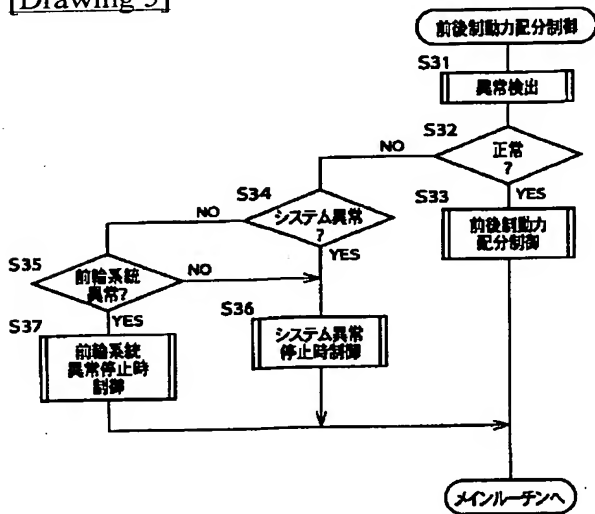 [Drawing 5]
前後制動力配分制御
S31
異常検出
S32
正常
?
NO
YES
S33
前後制動力
配分制御
S34
システム異常
?
NO
YES
S35
前輪系統
異常?
NO
YES
S36
システム異常
停止時制御
S37
前輪系統
異常停止時
制御
メインルーチンへ